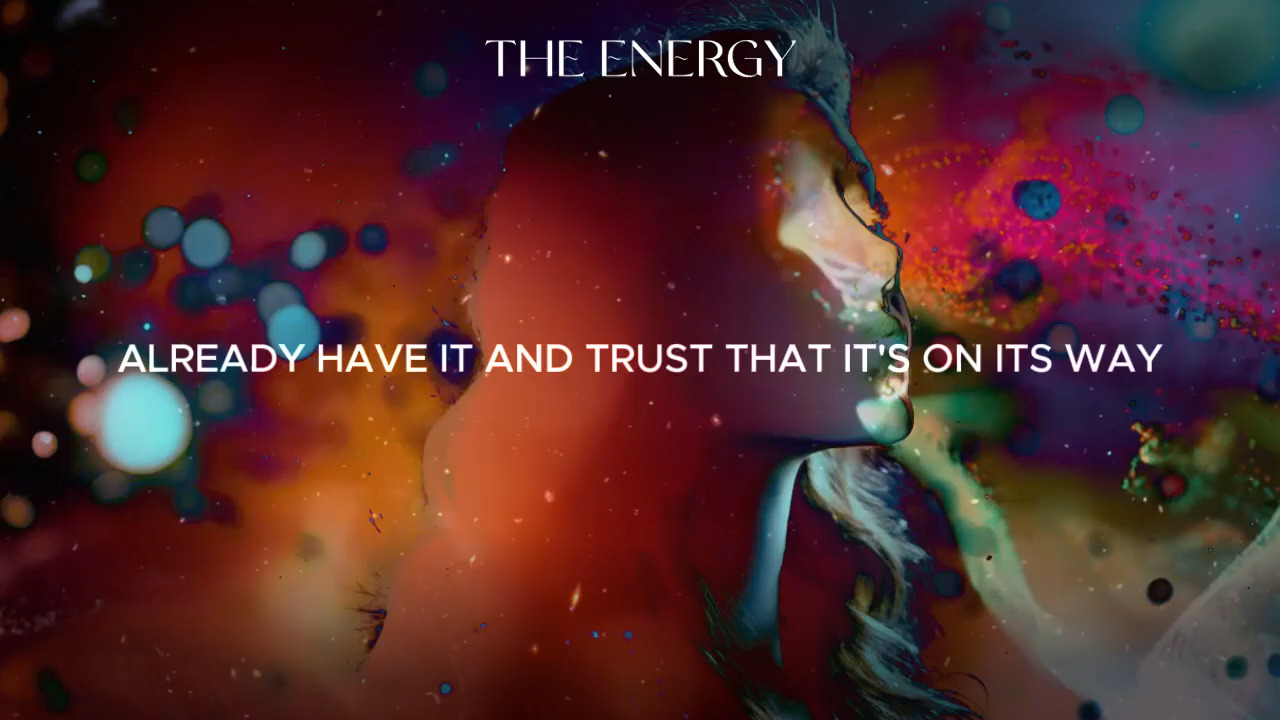 THE ENERGY
ALREADY HAVE IT AND TRUST THAT IT'S ON ITS WAY